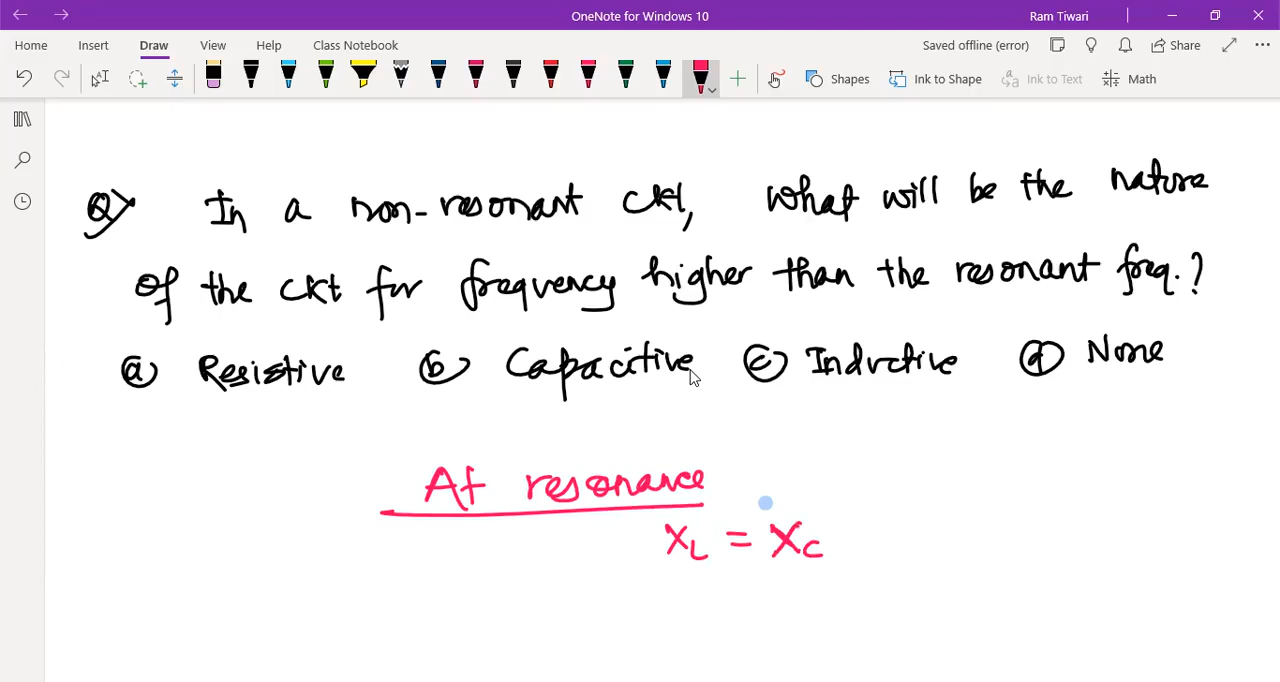 OneNote for Windows 10
Ram Tiwari
Home Insert Draw View Help Class Notebook
Saved offline (error) Share
Shapes Ink to Shape Ink to Text Math
Q> In a non-resonant ckt, what will be the nature
of the ckt for frequency higher than the resonant freq.?
(a) Resistive (b) Capacitive (c) Inductive (d) None
At resonance
XL = XC